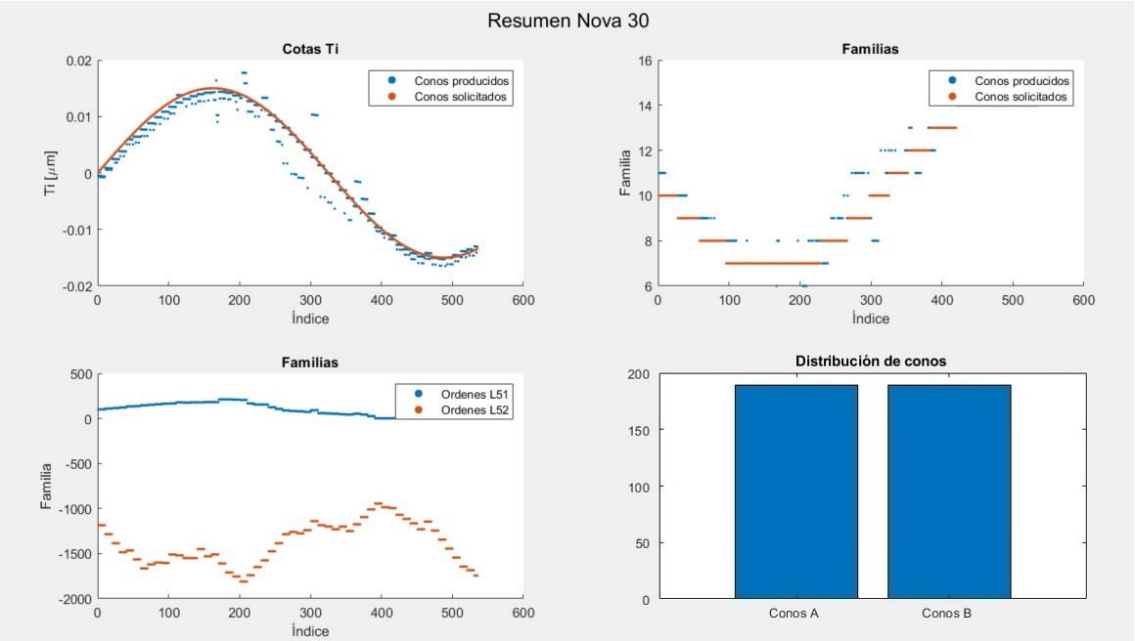 Resumen Nova 30
Cotas Ti
0.02
0.01
0
-0.01
-0.02
Ti [μm]
0 100 200 300 400 500 600
Índice
Conos producidos
Conos solicitados
Familias
16
14
12
10
8
6
Familia
0 100 200 300 400 500 600
Índice
Conos producidos
Conos solicitados
Familias
500
0
-500
-1000
-1500
-2000
Familia
0 100 200 300 400 500 600
Índice
Ordenes L51
Ordenes L52
Distribución de conos
200
150
100
50
0
Conos A Conos B